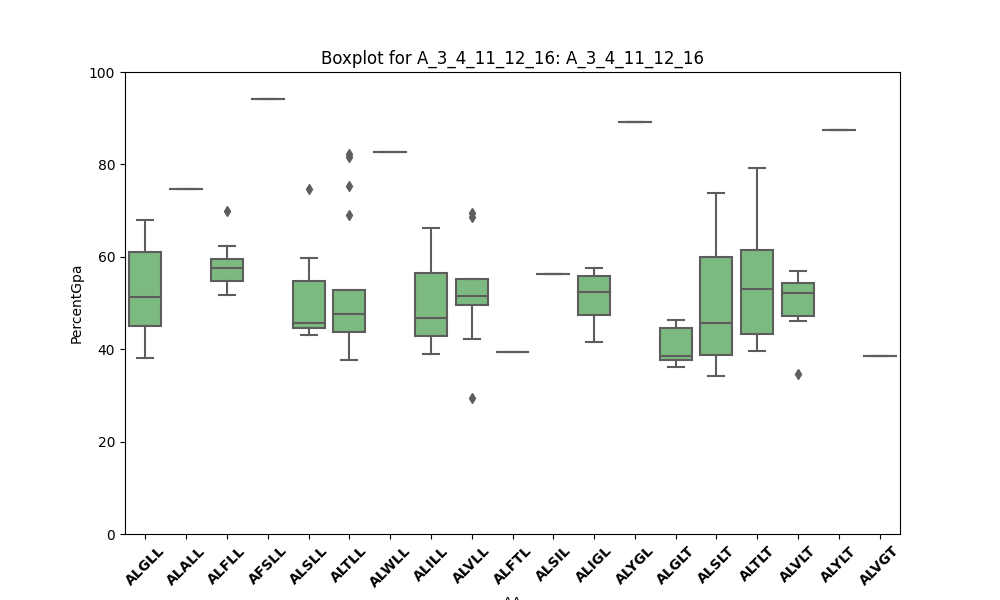 Boxplot for A_3_4_11_12_16: A_3_4_11_12_16
PercentGpa
100
80
60
40
20
0
ALGLL ALALL ALFLL AFSLL ALSLL ALTLL ALWLL ALILL ALVLL ALFTL ALSIL ALIGL ALYGL ALGLT ALSLT ALTLT ALVLT ALYLT ALVGT